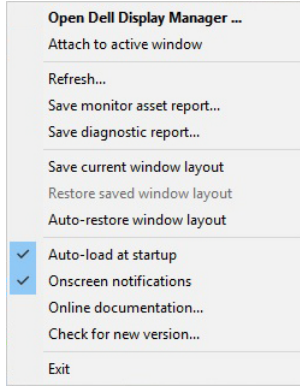 Open Dell Display Manager ...
Attach to active window
Refresh...
Save monitor asset report...
Save diagnostic report...
Save current window layout
Restore saved window layout
Auto-restore window layout
Auto-load at startup
Onscreen notifications
Online documentation...
Check for new version...
Exit